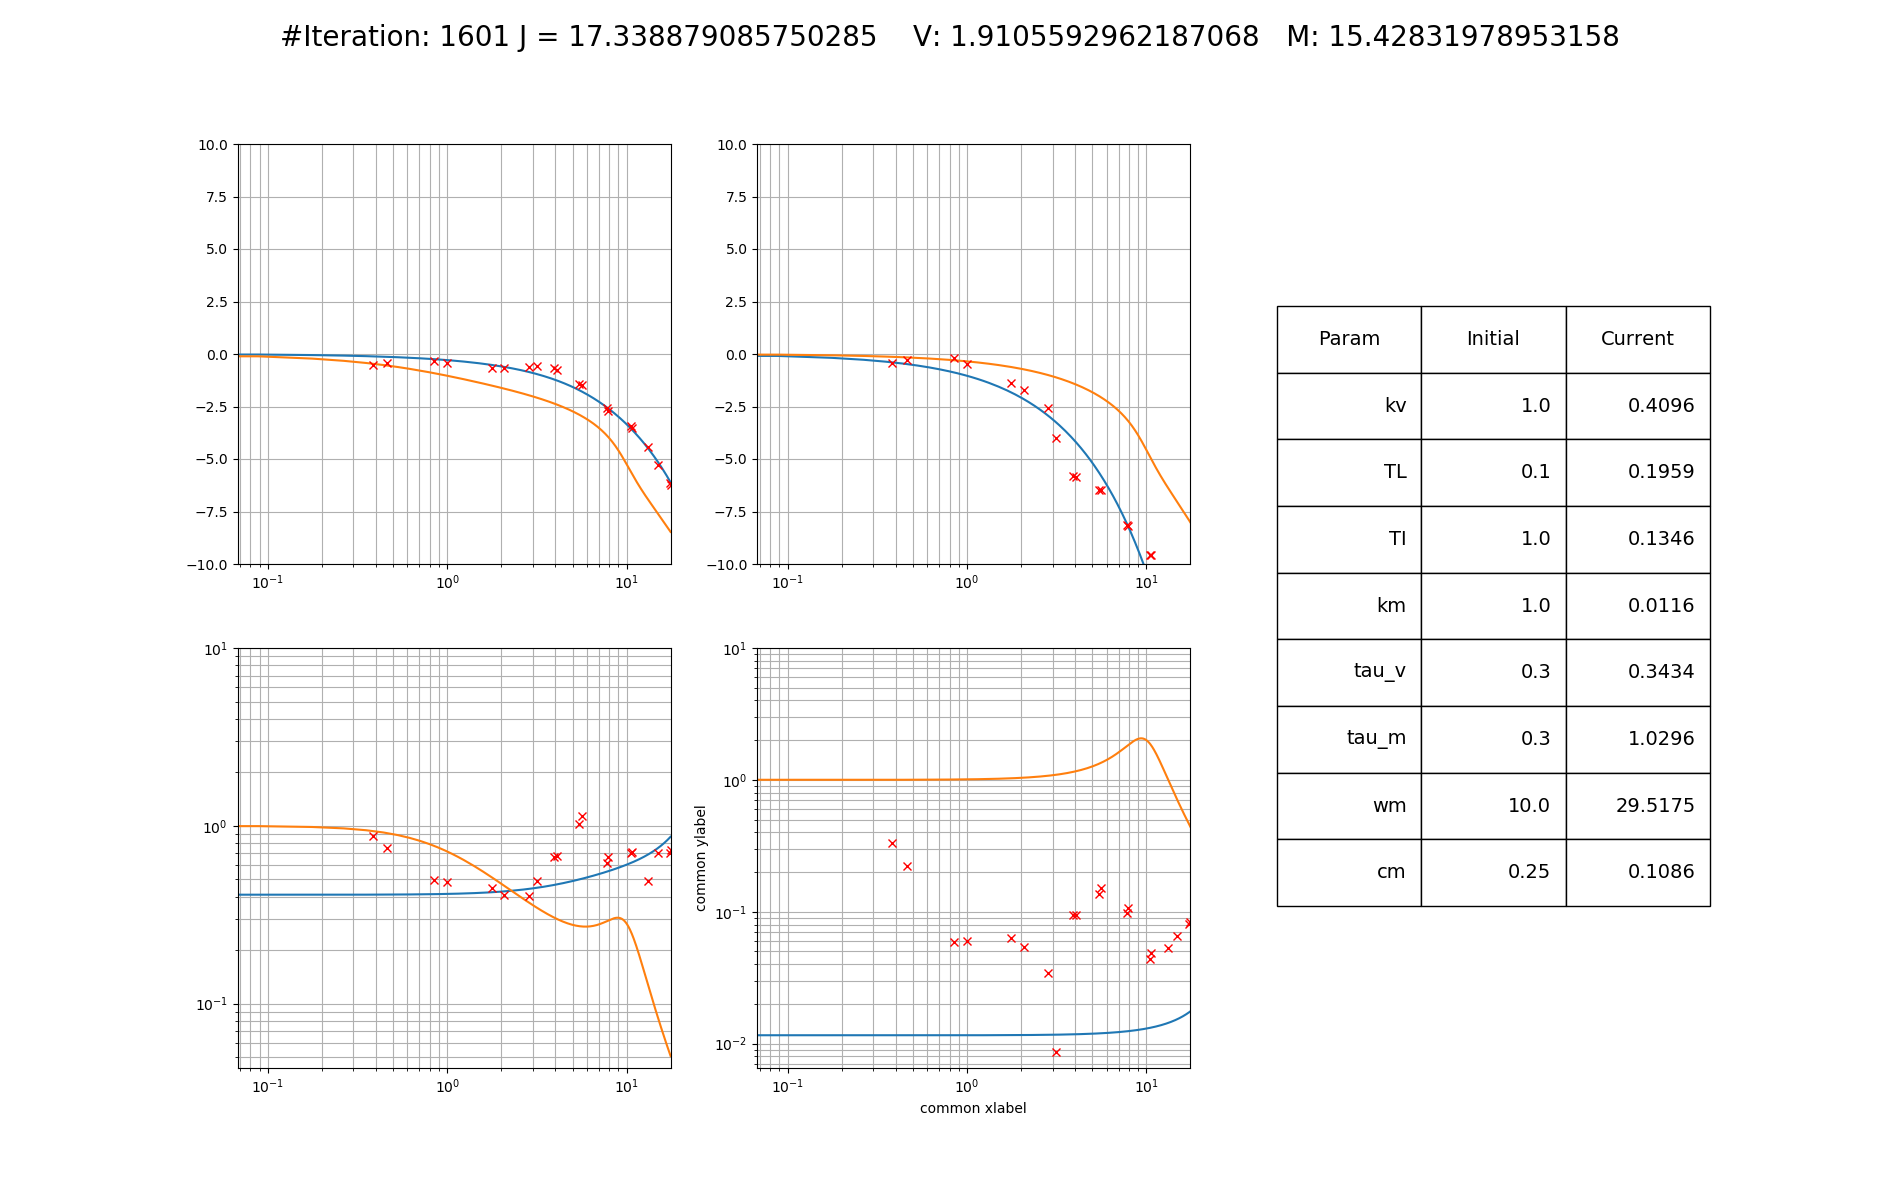 #Iteration: 1601 J = 17.338879085750285 V: 1.9105592962187068 M: 15.42831978953158
10.0
7.5
5.0
2.5
0.0
−2.5
−5.0
−7.5
−10.0
10⁻¹ 10⁰ 10¹
10.0
7.5
5.0
2.5
0.0
−2.5
−5.0
−7.5
−10.0
10⁻¹ 10⁰ 10¹
10¹
10⁰
10⁻¹
10⁻¹ 10⁰ 10¹
common ylabel
10¹
10⁰
10⁻¹
10⁻²
10⁻¹ 10⁰ 10¹
common xlabel
Param Initial Current
kv 1.0 0.4096
TL 0.1 0.1959
TI 1.0 0.1346
km 1.0 0.0116
tau_v 0.3 0.3434
tau_m 0.3 1.0296
wm 10.0 29.5175
cm 0.25 0.1086